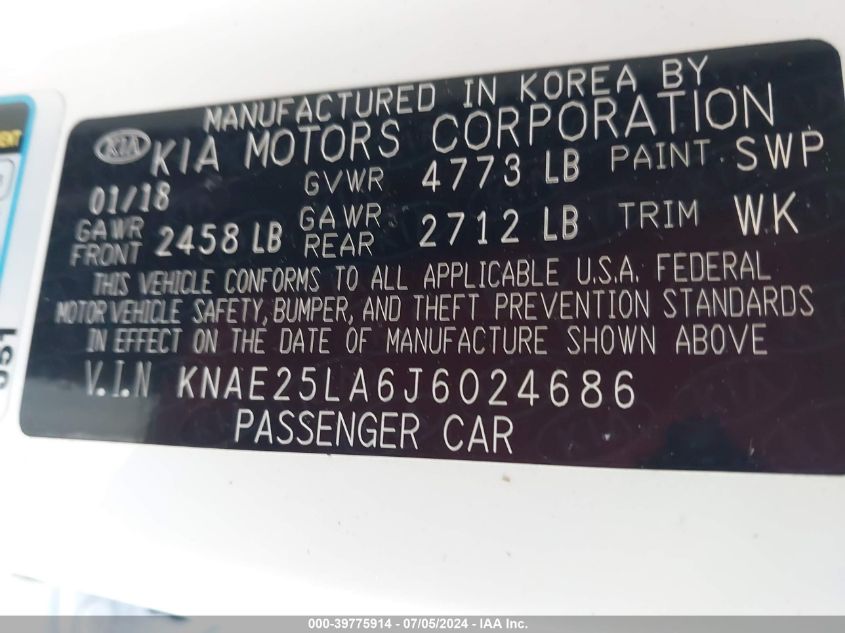 MANUFACTURED IN KOREA BY
KIA KIA MOTORS CORPORATION
01/18 GVWR 4773 LB PAINT SWP
GAWR FRONT 2458 LB GAWR REAR 2712 LB TRIM WK
THIS VEHICLE CONFORMS TO ALL APPLICABLE U.S.A. FEDERAL
MOTOR VEHICLE SAFETY, BUMPER, AND THEFT PREVENTION STANDARDS
IN EFFECT ON THE DATE OF MANUFACTURE SHOWN ABOVE
V.I.N KNAE25LA6J6024686
PASSENGER CAR
000-39775914 - 07/05/2024 - IAA Inc.